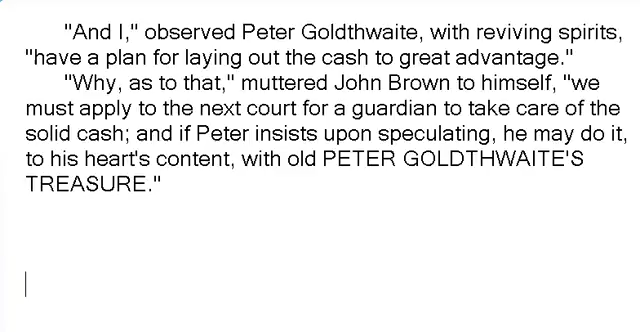 "And I," observed Peter Goldthwaite, with reviving spirits,
"have a plan for laying out the cash to great advantage."
"Why, as to that," muttered John Brown to himself, "we
must apply to the next court for a guardian to take care of the
solid cash; and if Peter insists upon speculating, he may do it,
to his heart's content, with old PETER GOLDTHWAITE'S
TREASURE."